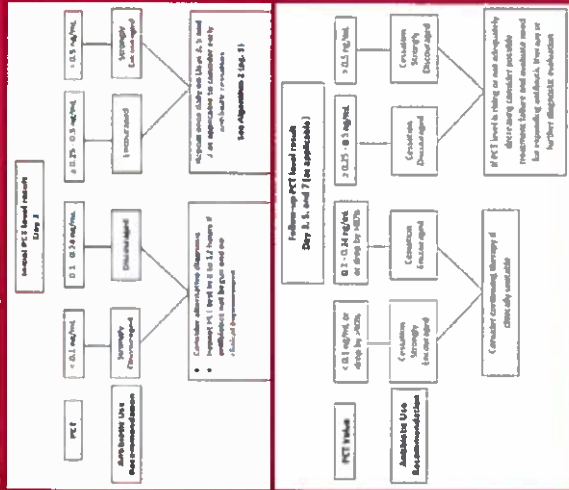 Initial PCT level result
Day 1
PCT
< 0.1 ng/mL
0.1 - 0.24 ng/mL
≥ 0.25 - 0.5 ng/mL
> 0.5 ng/mL
Antibiotic Use
Recommendation
Strongly
Discouraged
Discouraged
Encouraged
Strongly
Encouraged
Consider alternative diagnosis
Repeat PCT test in 6 to 12 hours if
antibiotics not begun and no
clinical improvement
Repeat once daily on Days 3, 5 and
7 as applicable to consider early
antibiotic cessation
See Algorithm 2 (pg. 5)
Follow-up PCT level result
Day 3, 5, and 7 (as applicable)
PCT Value
< 0.1 ng/mL or
drop by >90%
0.1 - 0.24 ng/mL
or drop by >80%
≥ 0.25 - 0.5 ng/mL
> 0.5 ng/mL
Antibiotic Use
Recommendation
Cessation
Strongly
Encouraged
Cessation
Encouraged
Cessation
Discouraged
Cessation
Strongly
Discouraged
Consider continuing therapy if
clinically unstable
If PCT level is rising or not adequately
decreasing consider possible
treatment failure and evaluate need
for expanding antibiotic therapy or
further diagnostic evaluation